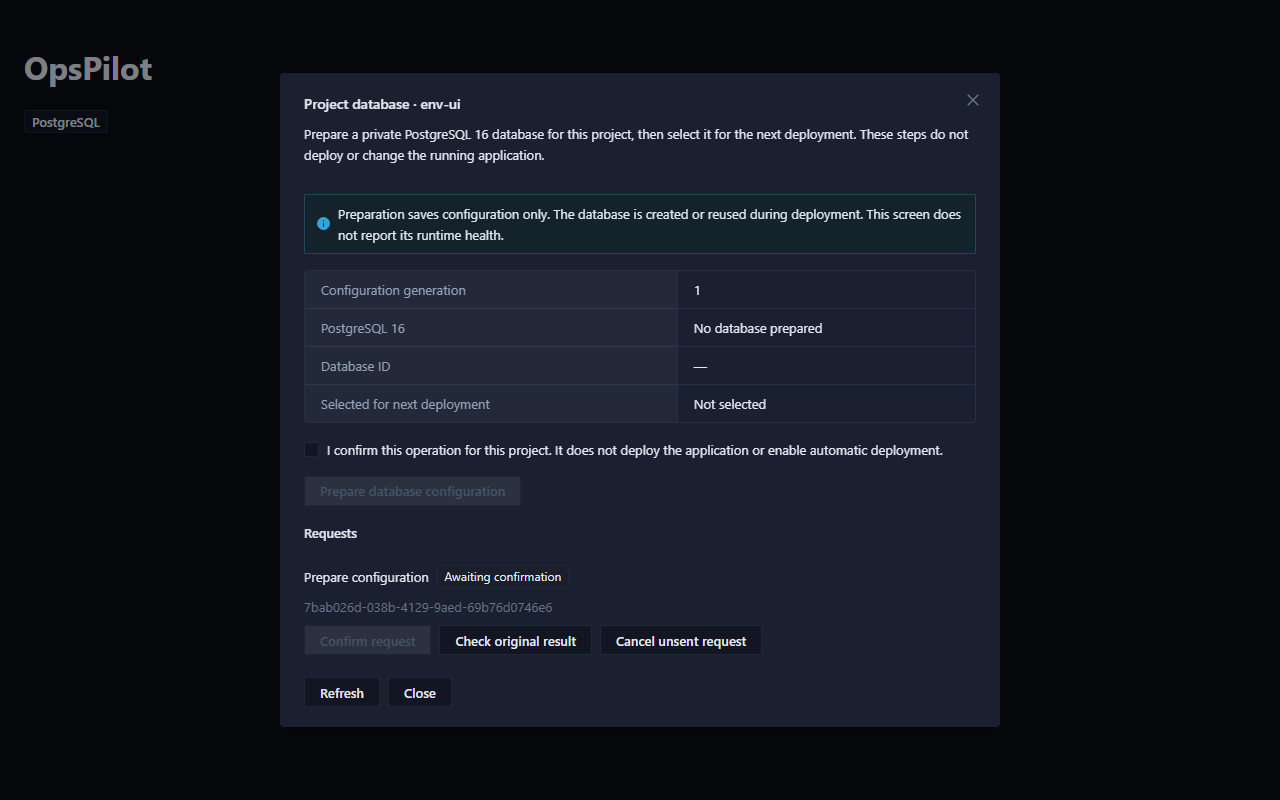 OpsPilot
PostgreSQL
Project database · env-ui
Prepare a private PostgreSQL 16 database for this project, then select it for the next deployment. These steps do not
deploy or change the running application.
Preparation saves configuration only. The database is created or reused during deployment. This screen does
not report its runtime health.
Configuration generation 1
PostgreSQL 16 No database prepared
Database ID —
Selected for next deployment Not selected
I confirm this operation for this project. It does not deploy the application or enable automatic deployment.
Prepare database configuration
Requests
Prepare configuration Awaiting confirmation
7bab026d-038b-4129-9aed-69b76d0746e6
Confirm request Check original result Cancel unsent request
Refresh Close